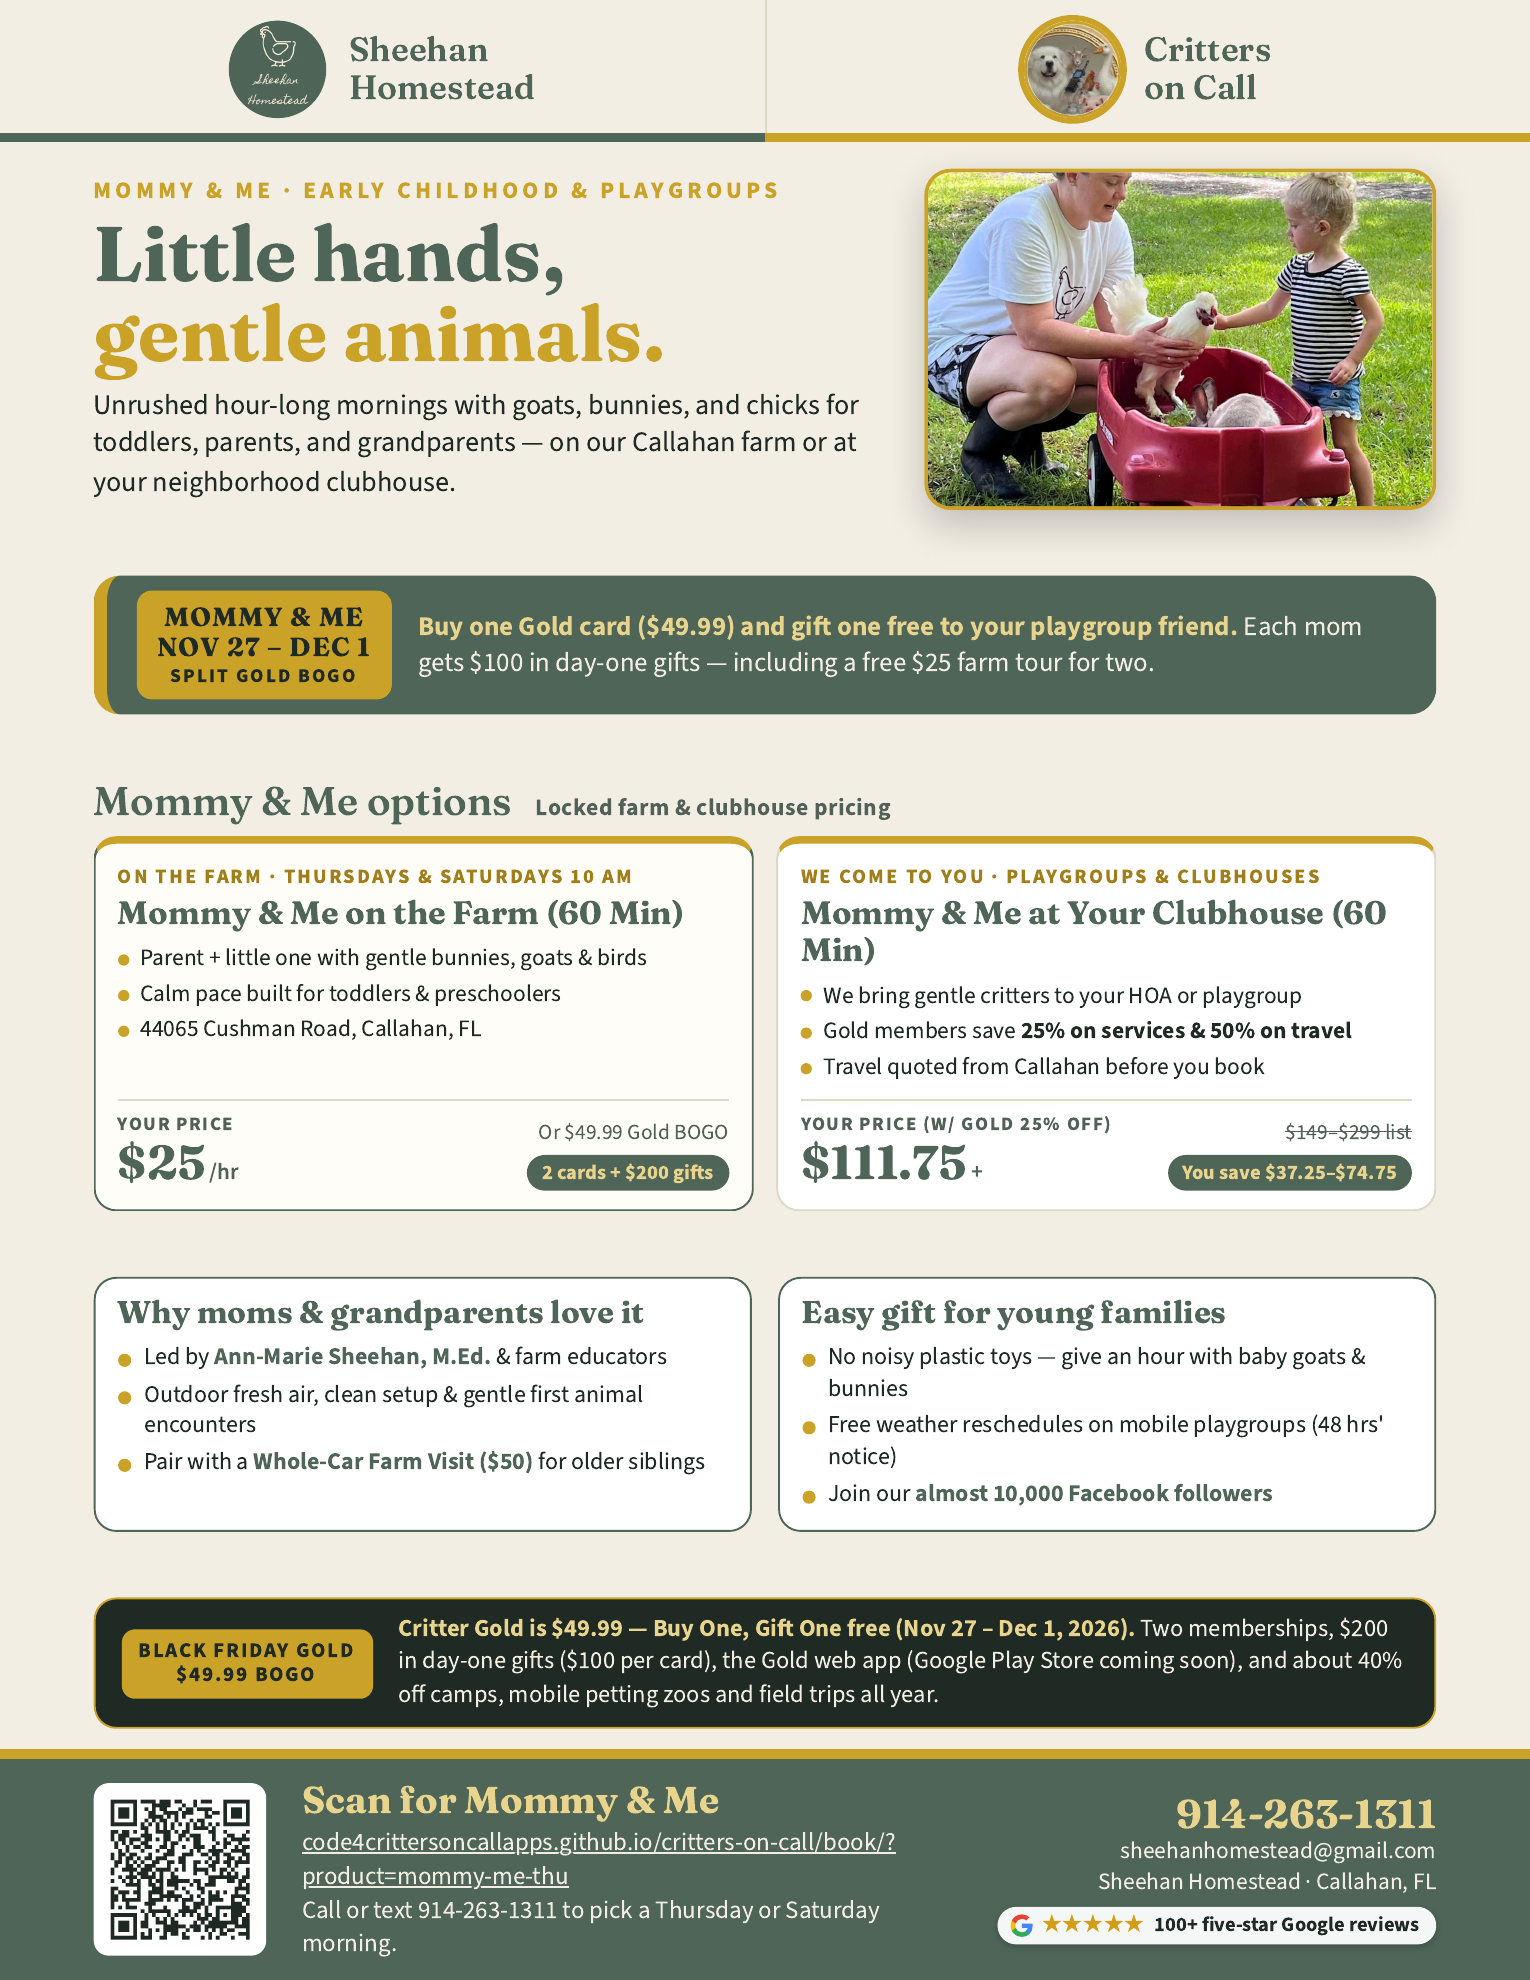 Sheehan
Homestead
Sheehan
Homestead
Critters
on Call
MOMMY & ME · EARLY CHILDHOOD & PLAYGROUPS
Little hands,
gentle animals.
Unrushed hour-long mornings with goats, bunnies, and chicks for
toddlers, parents, and grandparents — on our Callahan farm or at
your neighborhood clubhouse.
MOMMY & ME
NOV 27 – DEC 1
SPLIT GOLD BOGO
Buy one Gold card ($49.99) and gift one free to your playgroup friend. Each mom
gets $100 in day-one gifts — including a free $25 farm tour for two.
Mommy & Me options
Locked farm & clubhouse pricing
ON THE FARM · THURSDAYS & SATURDAYS 10 AM
Mommy & Me on the Farm (60 Min)
Parent + little one with gentle bunnies, goats & birds
Calm pace built for toddlers & preschoolers
44065 Cushman Road, Callahan, FL
YOUR PRICE
$25 /hr
Or $49.99 Gold BOGO
2 cards + $200 gifts
WE COME TO YOU · PLAYGROUPS & CLUBHOUSES
Mommy & Me at Your Clubhouse (60
Min)
We bring gentle critters to your HOA or playgroup
Gold members save 25% on services & 50% on travel
Travel quoted from Callahan before you book
YOUR PRICE (W/ GOLD 25% OFF)
$111.75 +
$149–$299 list
You save $37.25–$74.75
Why moms & grandparents love it
Led by Ann-Marie Sheehan, M.Ed. & farm educators
Outdoor fresh air, clean setup & gentle first animal
encounters
Pair with a Whole-Car Farm Visit ($50) for older siblings
Easy gift for young families
No noisy plastic toys — give an hour with baby goats &
bunnies
Free weather reschedules on mobile playgroups (48 hrs'
notice)
Join our almost 10,000 Facebook followers
BLACK FRIDAY GOLD
$49.99 BOGO
Critter Gold is $49.99 — Buy One, Gift One free (Nov 27 – Dec 1, 2026). Two memberships, $200
in day-one gifts ($100 per card), the Gold web app (Google Play Store coming soon), and about 40%
off camps, mobile petting zoos and field trips all year.
Scan for Mommy & Me
code4crittersoncallapps.github.io/critters-on-call/book/?
product=mommy-me-thu
Call or text 914-263-1311 to pick a Thursday or Saturday
morning.
914-263-1311
sheehanhomestead@gmail.com
Sheehan Homestead · Callahan, FL
★★★★★ 100+ five-star Google reviews